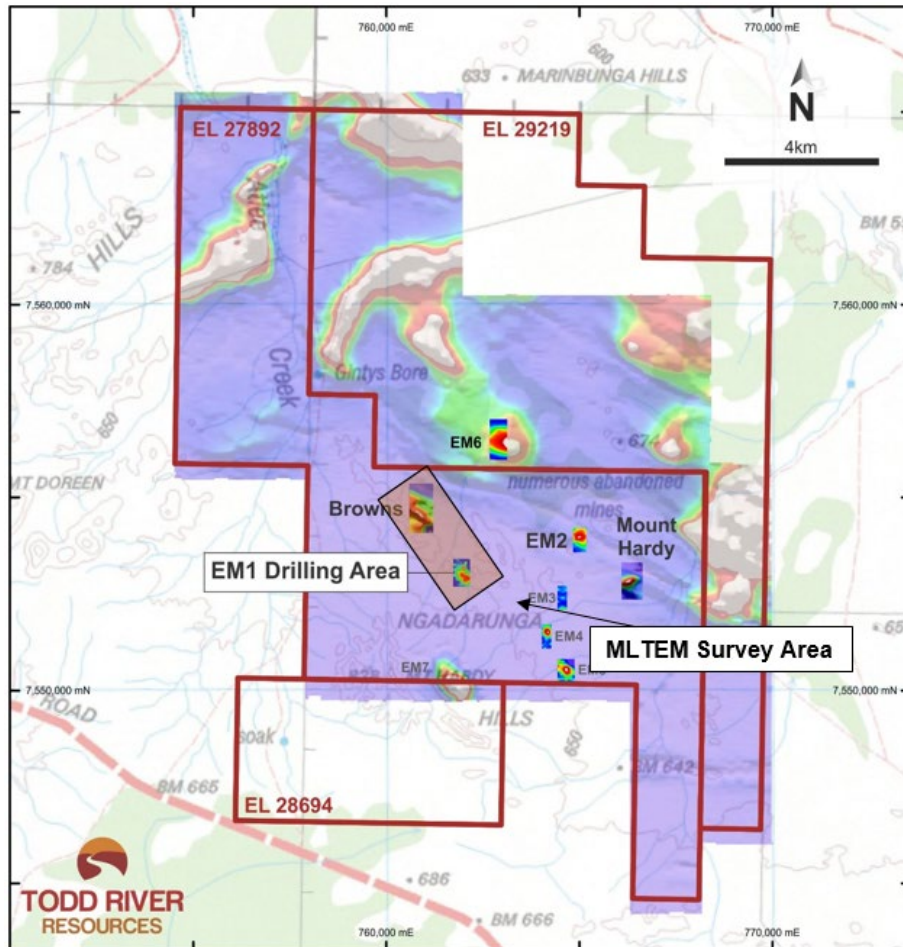 760,000 mE
770,000 mE
633
MARINBUNGA HILLS
600
N
4km
EL 27892
EL 29219
HILLS
784
Creek
7,560,000 mN
7,560,000 mN
Gintys Bore
650
EM6
674
MT DOREEN
numerous abandoned
mines
Browns
EM2
Mount
Hardy
EM1 Drilling Area
EM3
NGADARUNGA
EM4
MLTEM Survey Area
EM7
HARDY
7,550,000 mN
7,550,000 mN
HILLS
soak
650
ROAD
BM 642
BM 665
EL 28694
TODD RIVER
RESOURCES
686
BM 666
760,000 mE
770,000 mE